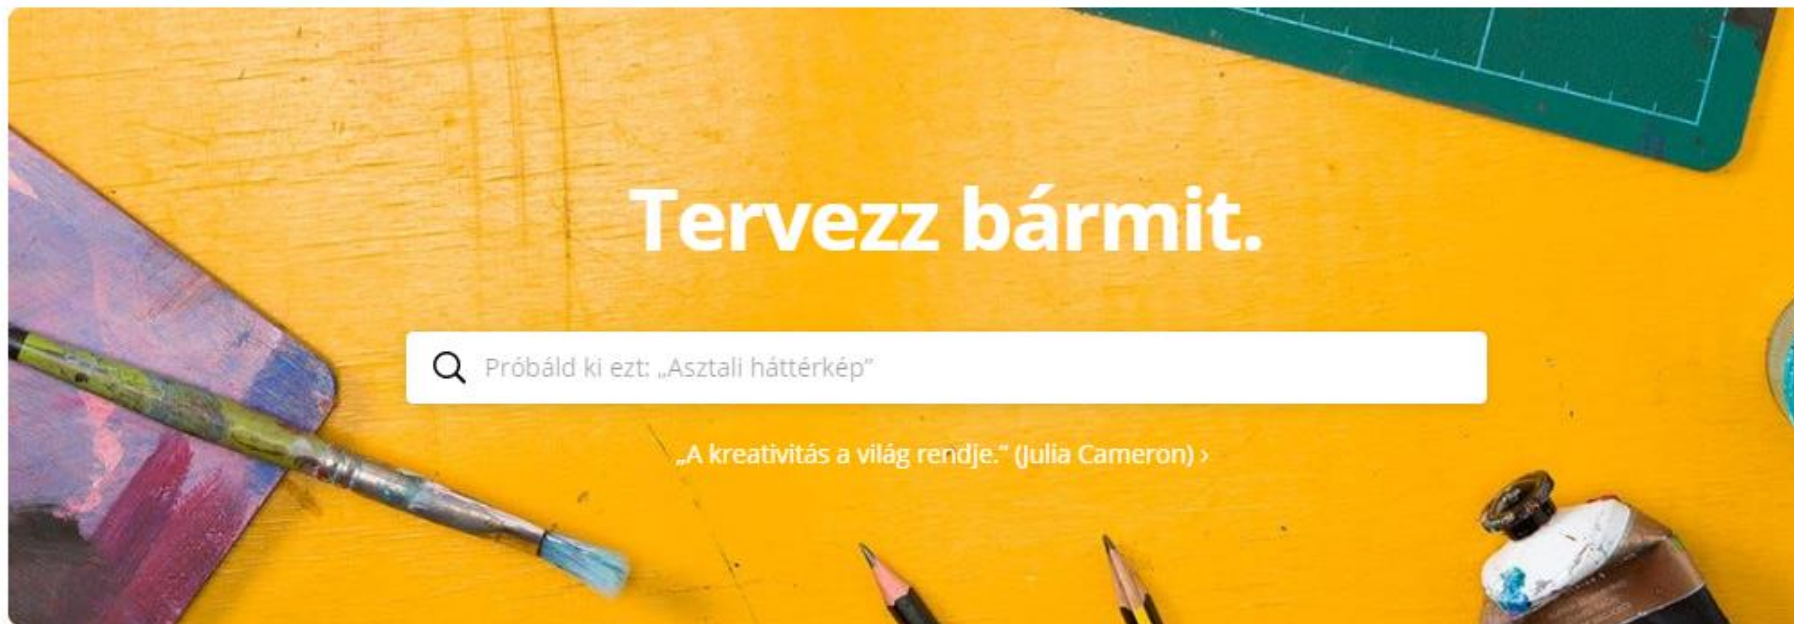 Tervezz bármit.
Próbáld ki ezt: „Asztali háttérkép”
„A kreativitás a világ rendje.” (Julia Cameron) ›